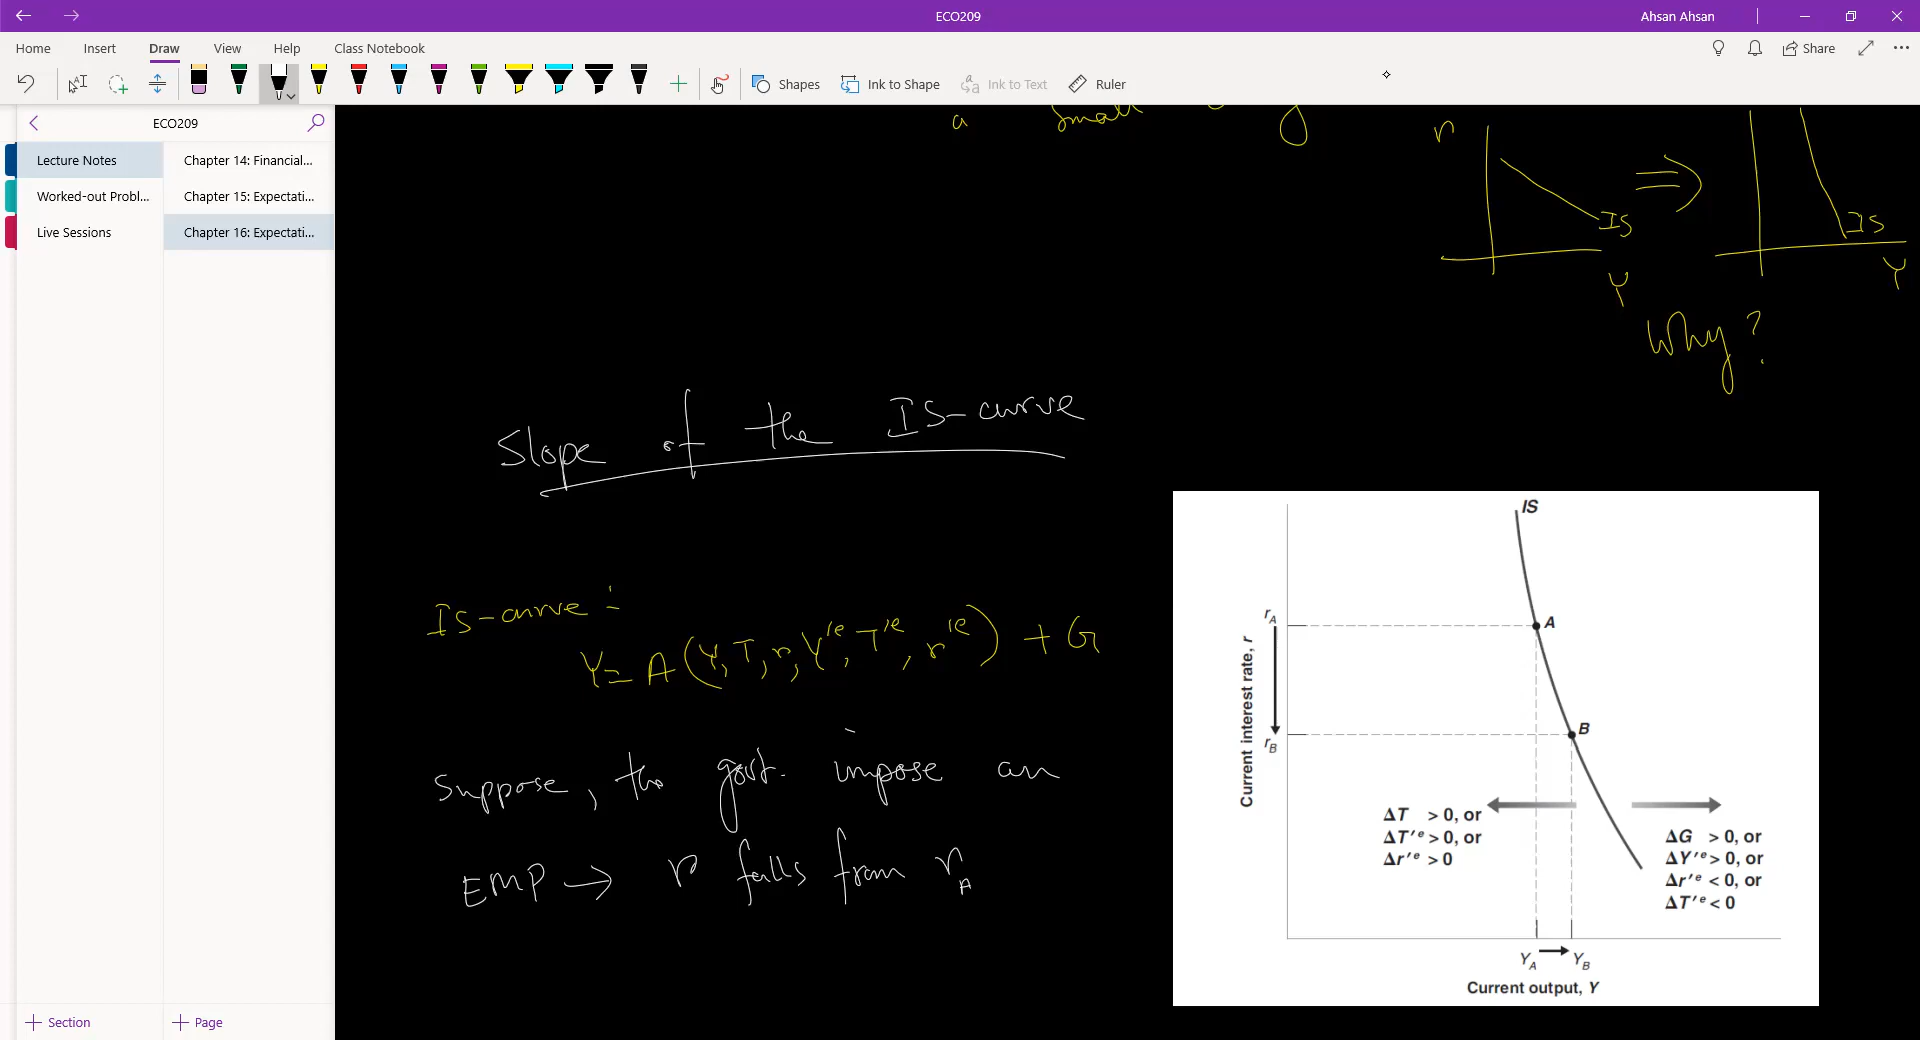 ECO209
Ahsan Ahsan
Home Insert Draw View Help Class Notebook
Share
Shapes Ink to Shape Ink to Text Ruler
ECO209
Lecture Notes
Worked-out Probl...
Live Sessions
Chapter 14: Financial...
Chapter 15: Expectati...
Chapter 16: Expectati...
Section
Page
a small
r
IS
Y
⇒
IS
Y
Why?
Slope of the IS-curve
IS-curve :-
Y = A(Y, T, r, Y'e, T'e, r'e) + G
Suppose, the govt. impose an
EMP → r falls from rA
IS
rA
A
rB
B
Current interest rate, r
ΔT > 0, or
ΔT′e > 0, or
Δr′e > 0
ΔG > 0, or
ΔY′e > 0, or
Δr′e < 0, or
ΔT′e < 0
YA YB
Current output, Y